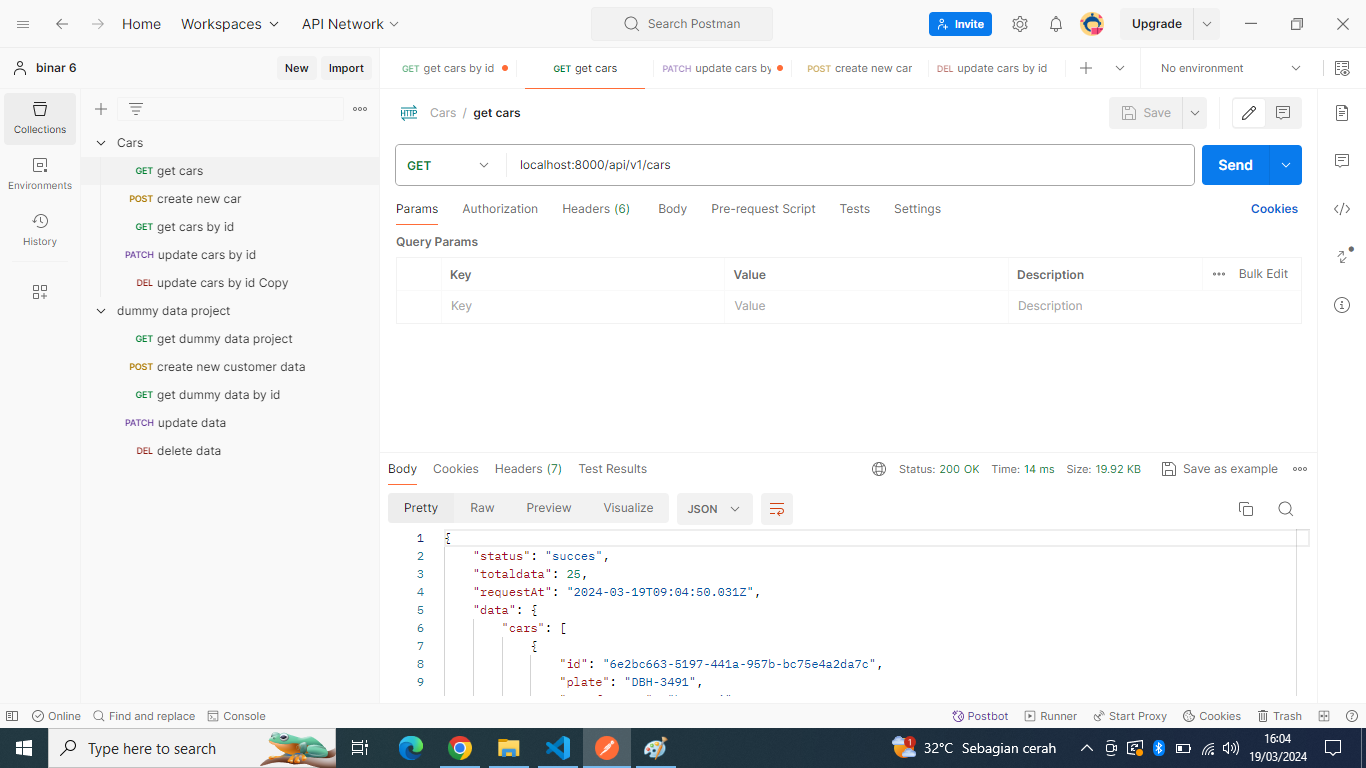 Home Workspaces API Network Search Postman Invite Upgrade
binar 6 New Import GET get cars by id GET get cars PATCH update cars by POST create new car DEL update cars by id No environment
Collections
Environments
History
Cars
GET get cars
POST create new car
GET get cars by id
PATCH update cars by id
DEL update cars by id Copy
dummy data project
GET get dummy data project
POST create new customer data
GET get dummy data by id
PATCH update data
DEL delete data
HTTP Cars / get cars Save
GET localhost:8000/api/v1/cars Send
Params Authorization Headers (6) Body Pre-request Script Tests Settings Cookies
Query Params
Key Value Description Bulk Edit
Key Value Description
Body Cookies Headers (7) Test Results Status: 200 OK Time: 14 ms Size: 19.92 KB Save as example
Pretty Raw Preview Visualize JSON
1 {
2 "status": "succes",
3 "totaldata": 25,
4 "requestAt": "2024-03-19T09:04:50.031Z",
5 "data": {
6 "cars": [
7 {
8 "id": "6e2bc663-5197-441a-957b-bc75e4a2da7c",
9 "plate": "DBH-3491",
Online Find and replace Console Postbot Runner Start Proxy Cookies Trash
Type here to search 1 32°C Sebagian cerah 16:04
19/03/2024